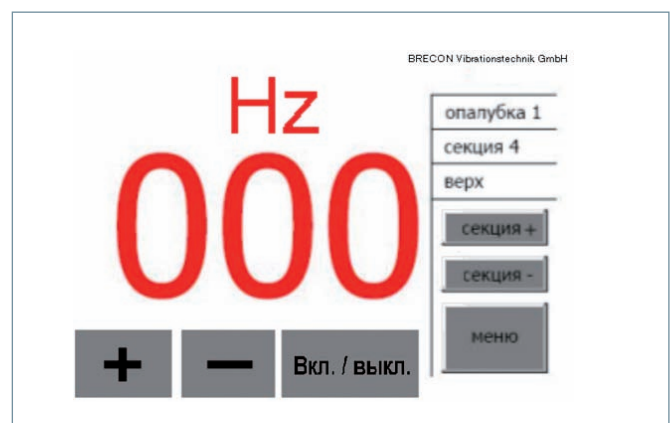 BRECON Vibrationstechnik GmbH
Hz
000
опалубка 1
секция 4
верх
секция +
секция -
меню
+
−
Вкл. / выкл.